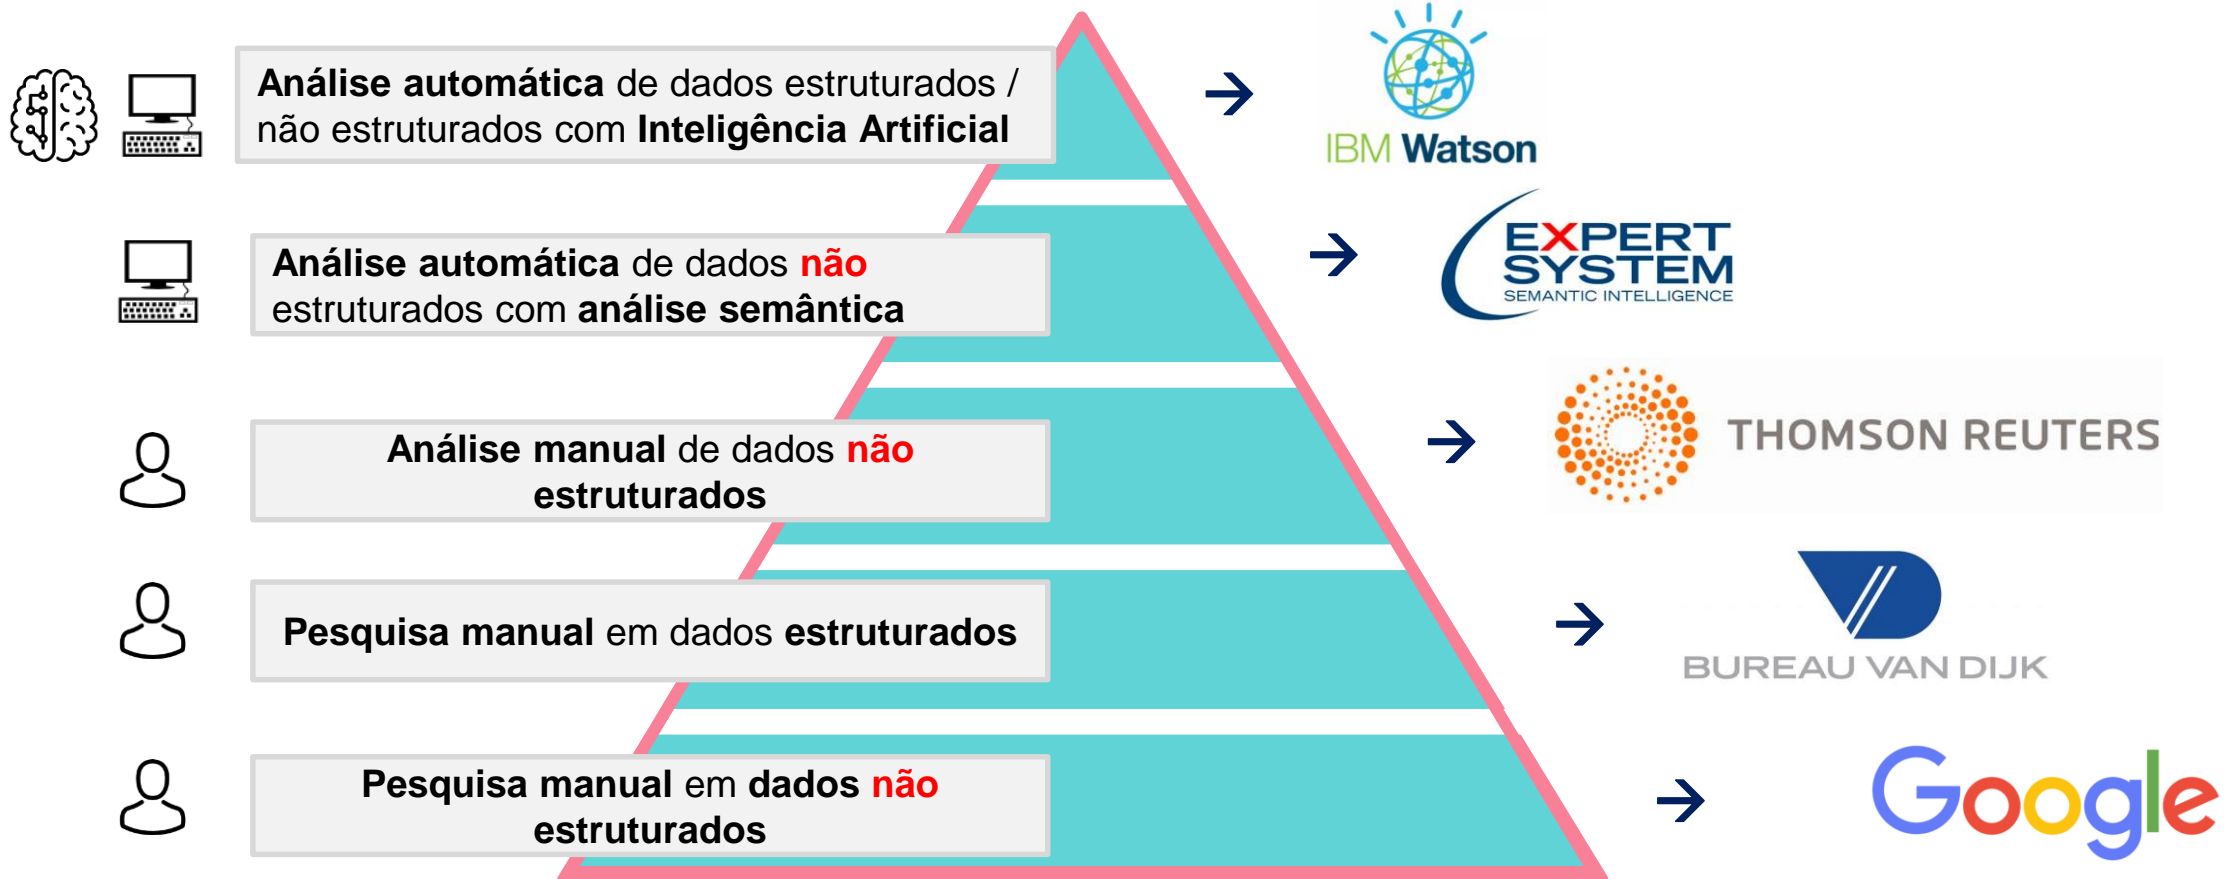 Análise automática de dados estruturados /
não estruturados com Inteligência Artificial
IBM Watson
Análise automática de dados não
estruturados com análise semântica
EXPERT
SYSTEM
SEMANTIC INTELLIGENCE
Análise manual de dados não
estruturados
THOMSON REUTERS
Pesquisa manual em dados estruturados
BUREAU VAN DIJK
Pesquisa manual em dados não
estruturados
Google